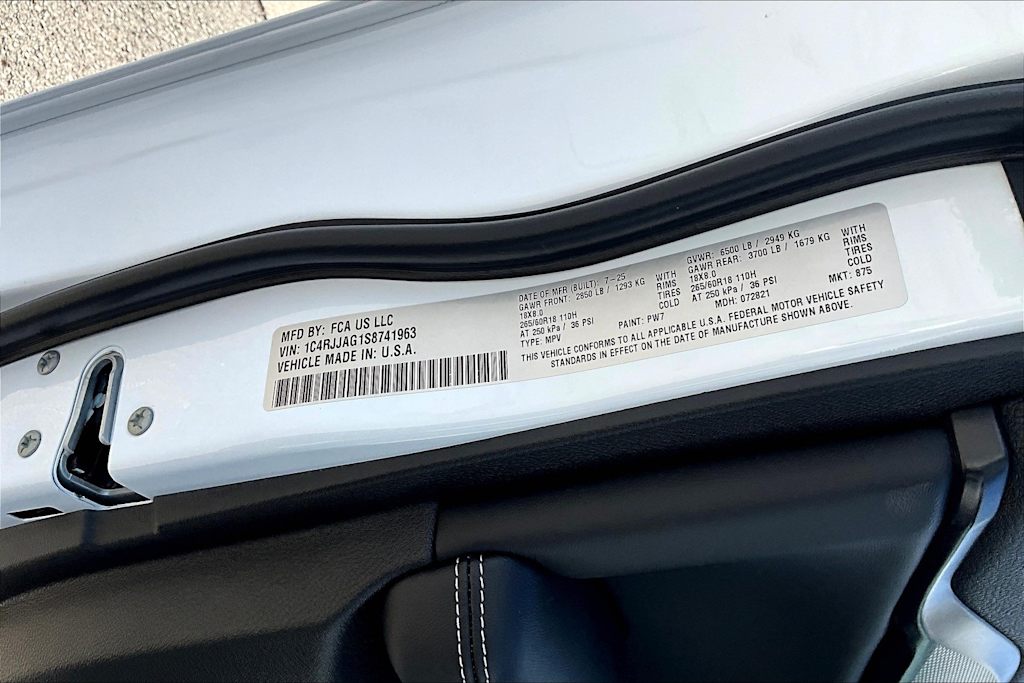 MFD BY: FCA US LLC
VIN: 1C4RJJAG1S8741963
VEHICLE MADE IN: U.S.A.
DATE OF MFR (BUILT): 7-25
GAWR FRONT: 2850 LB / 1293 KG WITH
18X8.0 RIMS
265/60R18 110H TIRES
AT 250 kPa / 36 PSI COLD
TYPE: MPV PAINT: PW7
GVWR: 6500 LB / 2949 KG
GAWR REAR: 3700 LB / 1679 KG WITH
18X8.0 RIMS
265/60R18 110H TIRES
AT 250 kPa / 36 PSI COLD
MDH: 072821 MKT: 875
THIS VEHICLE CONFORMS TO ALL APPLICABLE U.S.A. FEDERAL MOTOR VEHICLE SAFETY
STANDARDS IN EFFECT ON THE DATE OF MANUFACTURE SHOWN ABOVE.